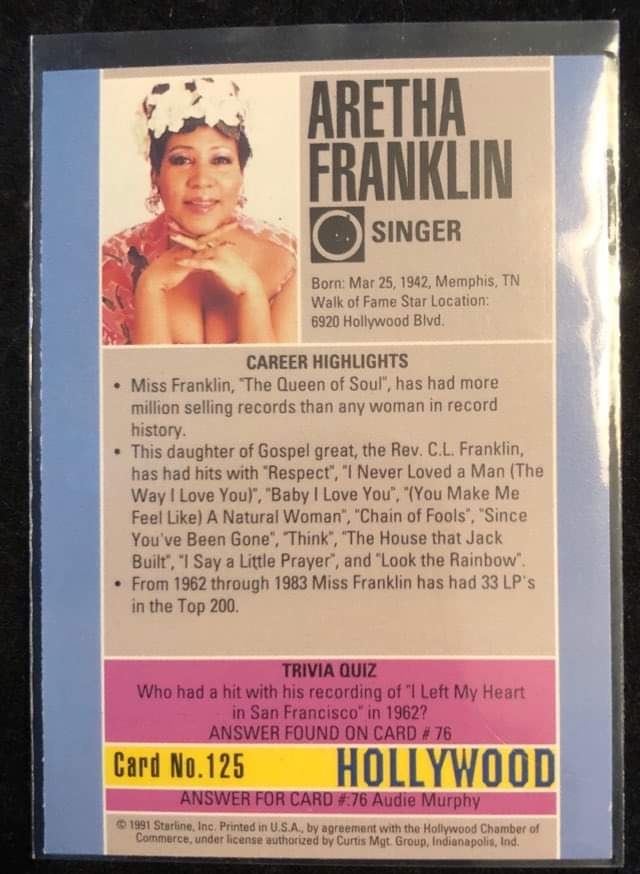 ARETHA
FRANKLIN
SINGER
Born: Mar 25, 1942, Memphis, TN
Walk of Fame Star Location:
6920 Hollywood Blvd.
CAREER HIGHLIGHTS
• Miss Franklin, "The Queen of Soul", has had more
million selling records than any woman in record
history.
• This daughter of Gospel great, the Rev. C.L. Franklin,
has had hits with "Respect", "I Never Loved a Man (The
Way I Love You)", "Baby I Love You", "(You Make Me
Feel Like) A Natural Woman", "Chain of Fools", "Since
You've Been Gone", "Think", "The House that Jack
Built", "I Say a Little Prayer", and "Look the Rainbow".
• From 1962 through 1983 Miss Franklin has had 33 LP's
in the Top 200.
TRIVIA QUIZ
Who had a hit with his recording of "I Left My Heart
in San Francisco" in 1962?
ANSWER FOUND ON CARD # 76
Card No.125 HOLLYWOOD
ANSWER FOR CARD #:76 Audie Murphy
© 1991 Starline, Inc. Printed in U.S.A., by agreement with the Hollywood Chamber of
Commerce, under license authorized by Curtis Mgt. Group, Indianapolis, Ind.